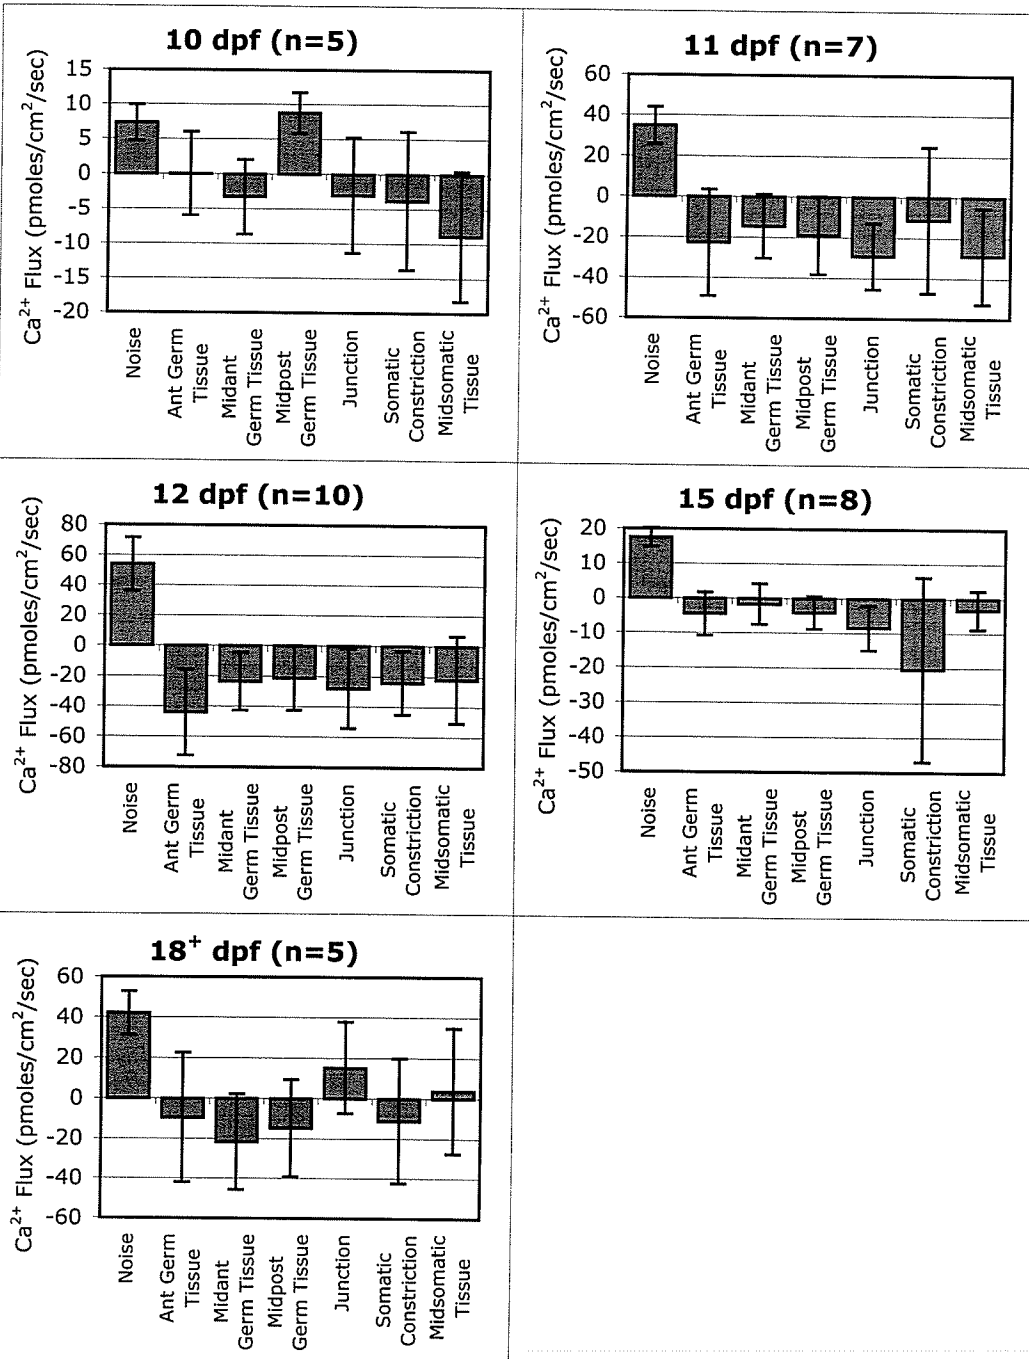 10 dpf (n=5)
Ca2+ Flux (pmoles/cm2/sec)
15
10
5
0
-5
-10
-15
-20
Noise
Ant Germ
Tissue
Midant
Germ Tissue
Midpost
Germ Tissue
Junction
Somatic
Constriction
Midsomatic
Tissue
11 dpf (n=7)
Ca2+ Flux (pmoles/cm2/sec)
60
40
20
0
-20
-40
-60
Noise
Ant Germ
Tissue
Midant
Germ Tissue
Midpost
Germ Tissue
Junction
Somatic
Constriction
Midsomatic
Tissue
12 dpf (n=10)
Ca2+ Flux (pmoles/cm2/sec)
80
60
40
20
0
-20
-40
-60
-80
Noise
Ant Germ
Tissue
Midant
Germ Tissue
Midpost
Germ Tissue
Junction
Somatic
Constriction
Midsomatic
Tissue
15 dpf (n=8)
Ca2+ Flux (pmoles/cm2/sec)
20
10
0
-10
-20
-30
-40
-50
Noise
Ant Germ
Tissue
Midant
Germ Tissue
Midpost
Germ Tissue
Junction
Somatic
Constriction
Midsomatic
Tissue
18+ dpf (n=5)
Ca2+ Flux (pmoles/cm2/sec)
60
40
20
0
-20
-40
-60
Noise
Ant Germ
Tissue
Midant
Germ Tissue
Midpost
Germ Tissue
Junction
Somatic
Constriction
Midsomatic
Tissue